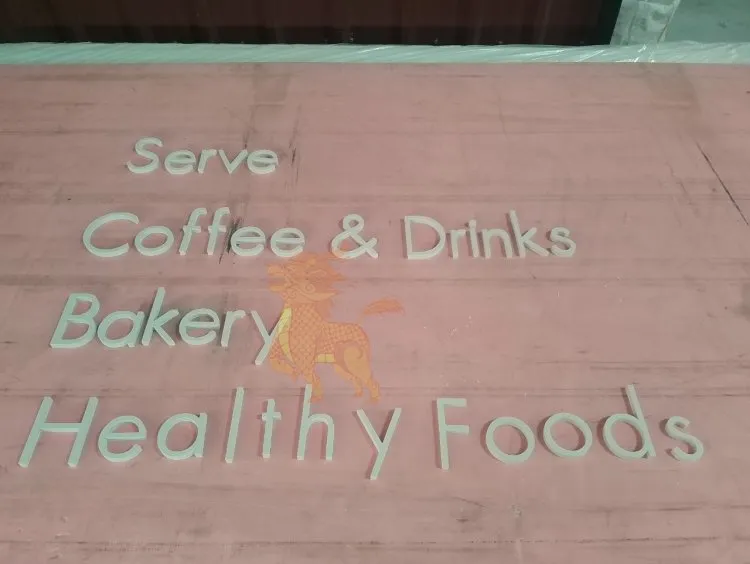 Serve
Coffee & Drinks
Bakery
Healthy Foods